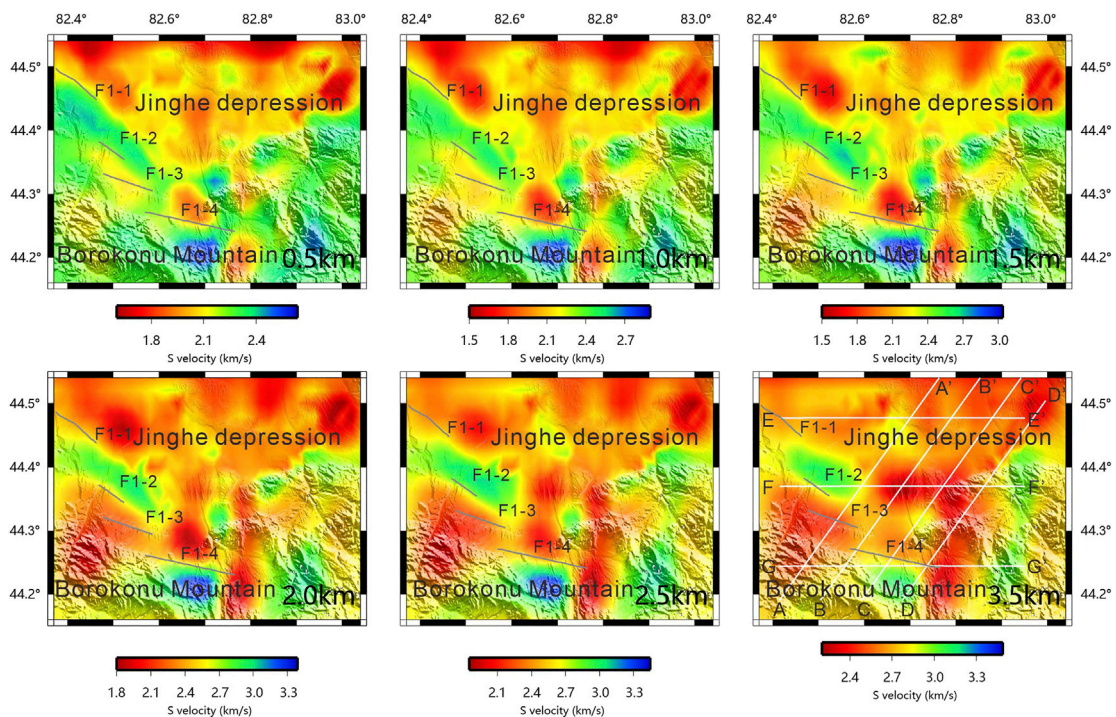 82.4° 82.6° 82.8° 83.0° 82.4° 82.6° 82.8° 83.0° 82.4° 82.6° 82.8° 83.0°
44.5° 44.5°
F1-1 F1-1 F1-1
Jinghe depression Jinghe depression Jinghe depression
44.4° 44.4°
F1-2 F1-2 F1-2
F1-3 F1-3 F1-3
44.3° 44.3°
F1-4 F1-4 F1-4
Borokonu Mountain 0.5km Borokonu Mountain 1.0km Borokonu Mountain 1.5km
44.2° 44.2°
1.8 2.1 2.4 1.5 1.8 2.1 2.4 2.7 1.5 1.8 2.1 2.4 2.7 3.0
S velocity (km/s) S velocity (km/s) S velocity (km/s)
A' B' C' D'
44.5° 44.5°
E E'
F1-1 F1-1 F1-1
Jinghe depression Jinghe depression Jinghe depression
44.4° 44.4°
F1-2 F1-2 F1-2
F F'
F1-3 F1-3 F1-3
44.3° 44.3°
F1-4 F1-4 F1-4
G G'
Borokonu Mountain 2.0km Borokonu Mountain 2.5km Borokonu Mountain 3.5km
44.2° 44.2°
A B C D
1.8 2.1 2.4 2.7 3.0 3.3 2.1 2.4 2.7 3.0 3.3 2.4 2.7 3.0 3.3
S velocity (km/s) S velocity (km/s) S velocity (km/s)